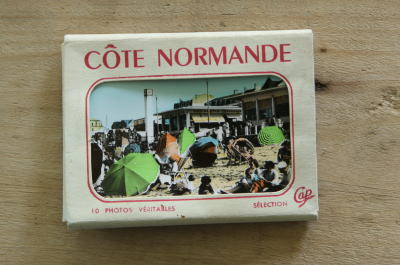 CÔTE NORMANDE
10 PHOTOS VÉRITABLES SÉLECTION Cap